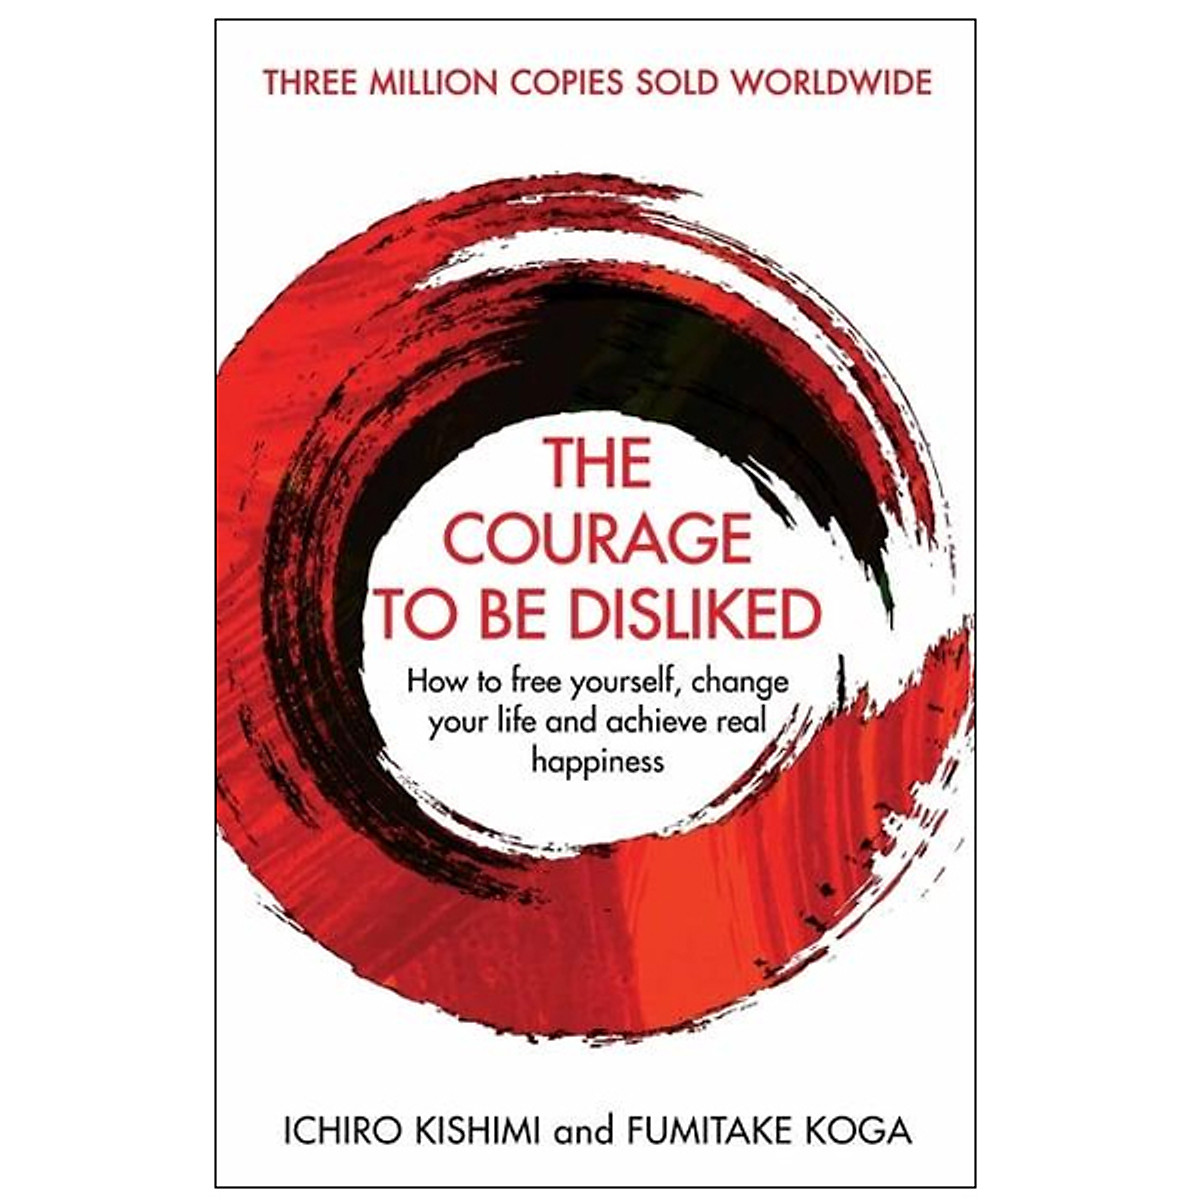 THREE MILLION COPIES SOLD WORLDWIDE
THE
COURAGE
TO BE DISLIKED
How to free yourself, change
your life and achieve real
happiness
ICHIRO KISHIMI and FUMITAKE KOGA